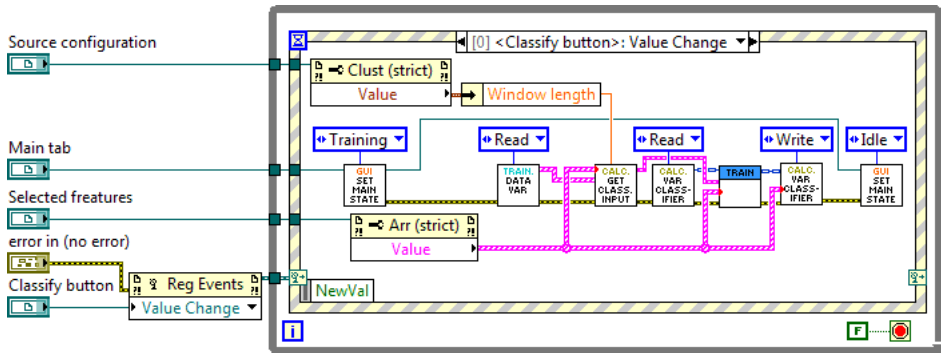 Source configuration
Main tab
Selected freatures
error in (no error)
Classify button
Reg Events
Value Change
[0] <Classify button>: Value Change
Clust (strict)
Value
Window length
Training
Read
Read
Write
Idle
GUI
SET
MAIN
STATE
TRAIN.
DATA
VAR
CALC.
GET
CLASS.
INPUT
CALC.
VAR
CLASS-
IFIER
TRAIN
CALC.
VAR
CLASS-
IFIER
GUI
SET
MAIN
STATE
Arr (strict)
Value
NewVal
i
F